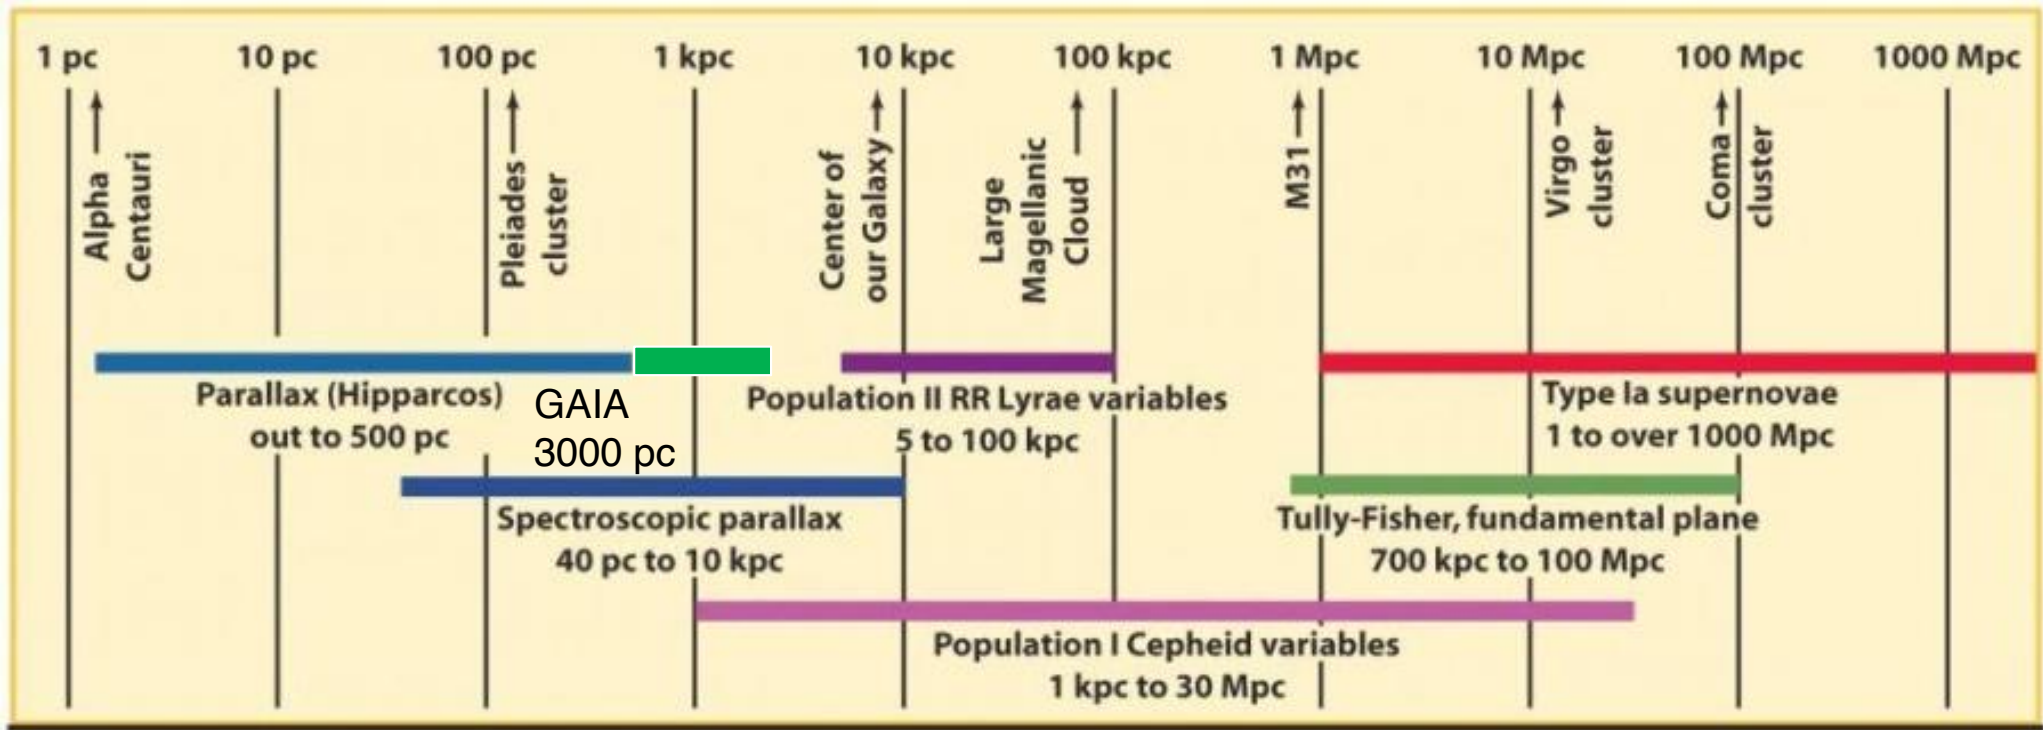 1 pc
10 pc
100 pc
1 kpc
10 kpc
100 kpc
1 Mpc
10 Mpc
100 Mpc
1000 Mpc
Alpha
Centauri
Pleiades
cluster
Center of
our Galaxy
Large
Magellanic
Cloud
M31
Virgo
cluster
Coma
cluster
Parallax (Hipparcos)
out to 500 pc
GAIA
3000 pc
Population II RR Lyrae variables
5 to 100 kpc
Type Ia supernovae
1 to over 1000 Mpc
Spectroscopic parallax
40 pc to 10 kpc
Tully-Fisher, fundamental plane
700 kpc to 100 Mpc
Population I Cepheid variables
1 kpc to 30 Mpc